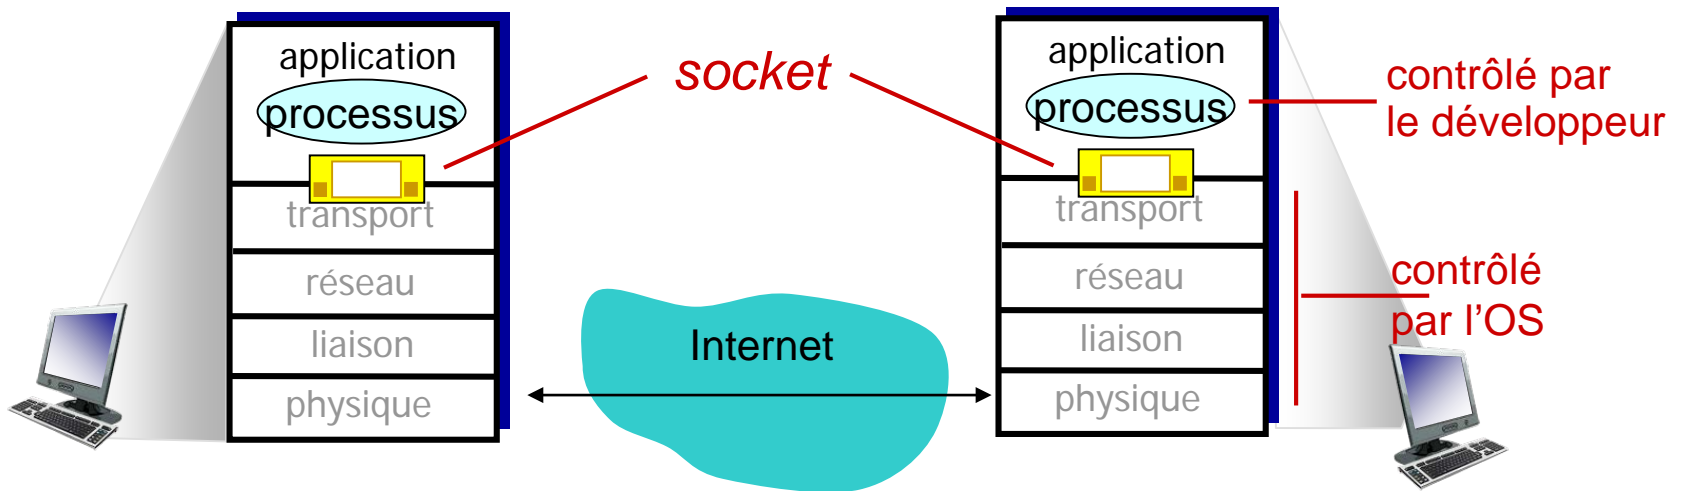 application
processus
transport
réseau
liaison
physique
socket
Internet
application
processus
transport
réseau
liaison
physique
contrôlé par
le développeur
contrôlé
par l’OS